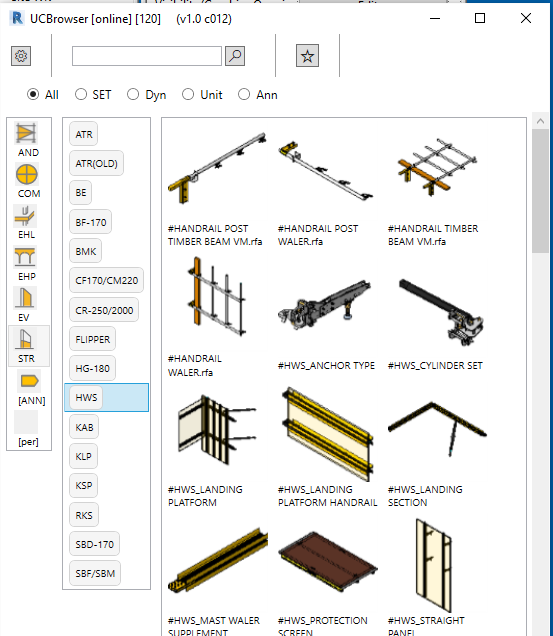 R UCBrowser [online] [120] (v1.0 c012)
All SET Dyn Unit Ann
AND
COM
EHL
EHP
EV
STR
[ANN]
[per]
ATR
ATR(OLD)
BE
BF-170
BMK
CF170/CM220
CR-250/2000
FLIPPER
HG-180
HWS
KAB
KLP
KSP
RKS
SBD-170
SBF/SBM
#HANDRAIL POST
TIMBER BEAM VM.rfa
#HANDRAIL POST
WALER.rfa
#HANDRAIL TIMBER
BEAM VM.rfa
#HANDRAIL
WALER.rfa
#HWS_ANCHOR TYPE
#HWS_CYLINDER SET
#HWS_LANDING
PLATFORM
#HWS_LANDING
PLATFORM HANDRAIL
#HWS_LANDING
SECTION
#HWS_MAST WALER
SUPPLEMENT
#HWS_PROTECTION
SCREEN
#HWS_STRAIGHT
PANEL